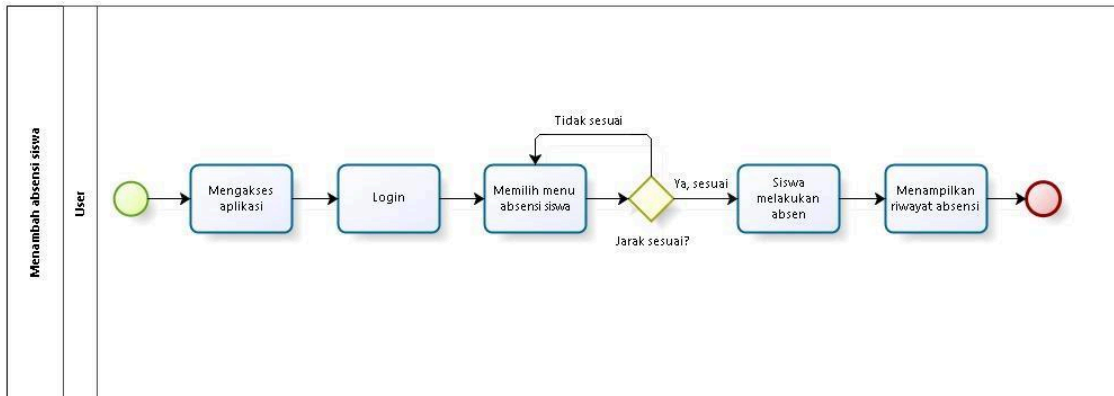 Menambah absensi siswa
User
Mengakses
aplikasi
Login
Memilih menu
absensi siswa
Tidak sesuai
Jarak sesuai?
Ya, sesuai
Siswa
melakukan
absen
Menampilkan
riwayat absensi